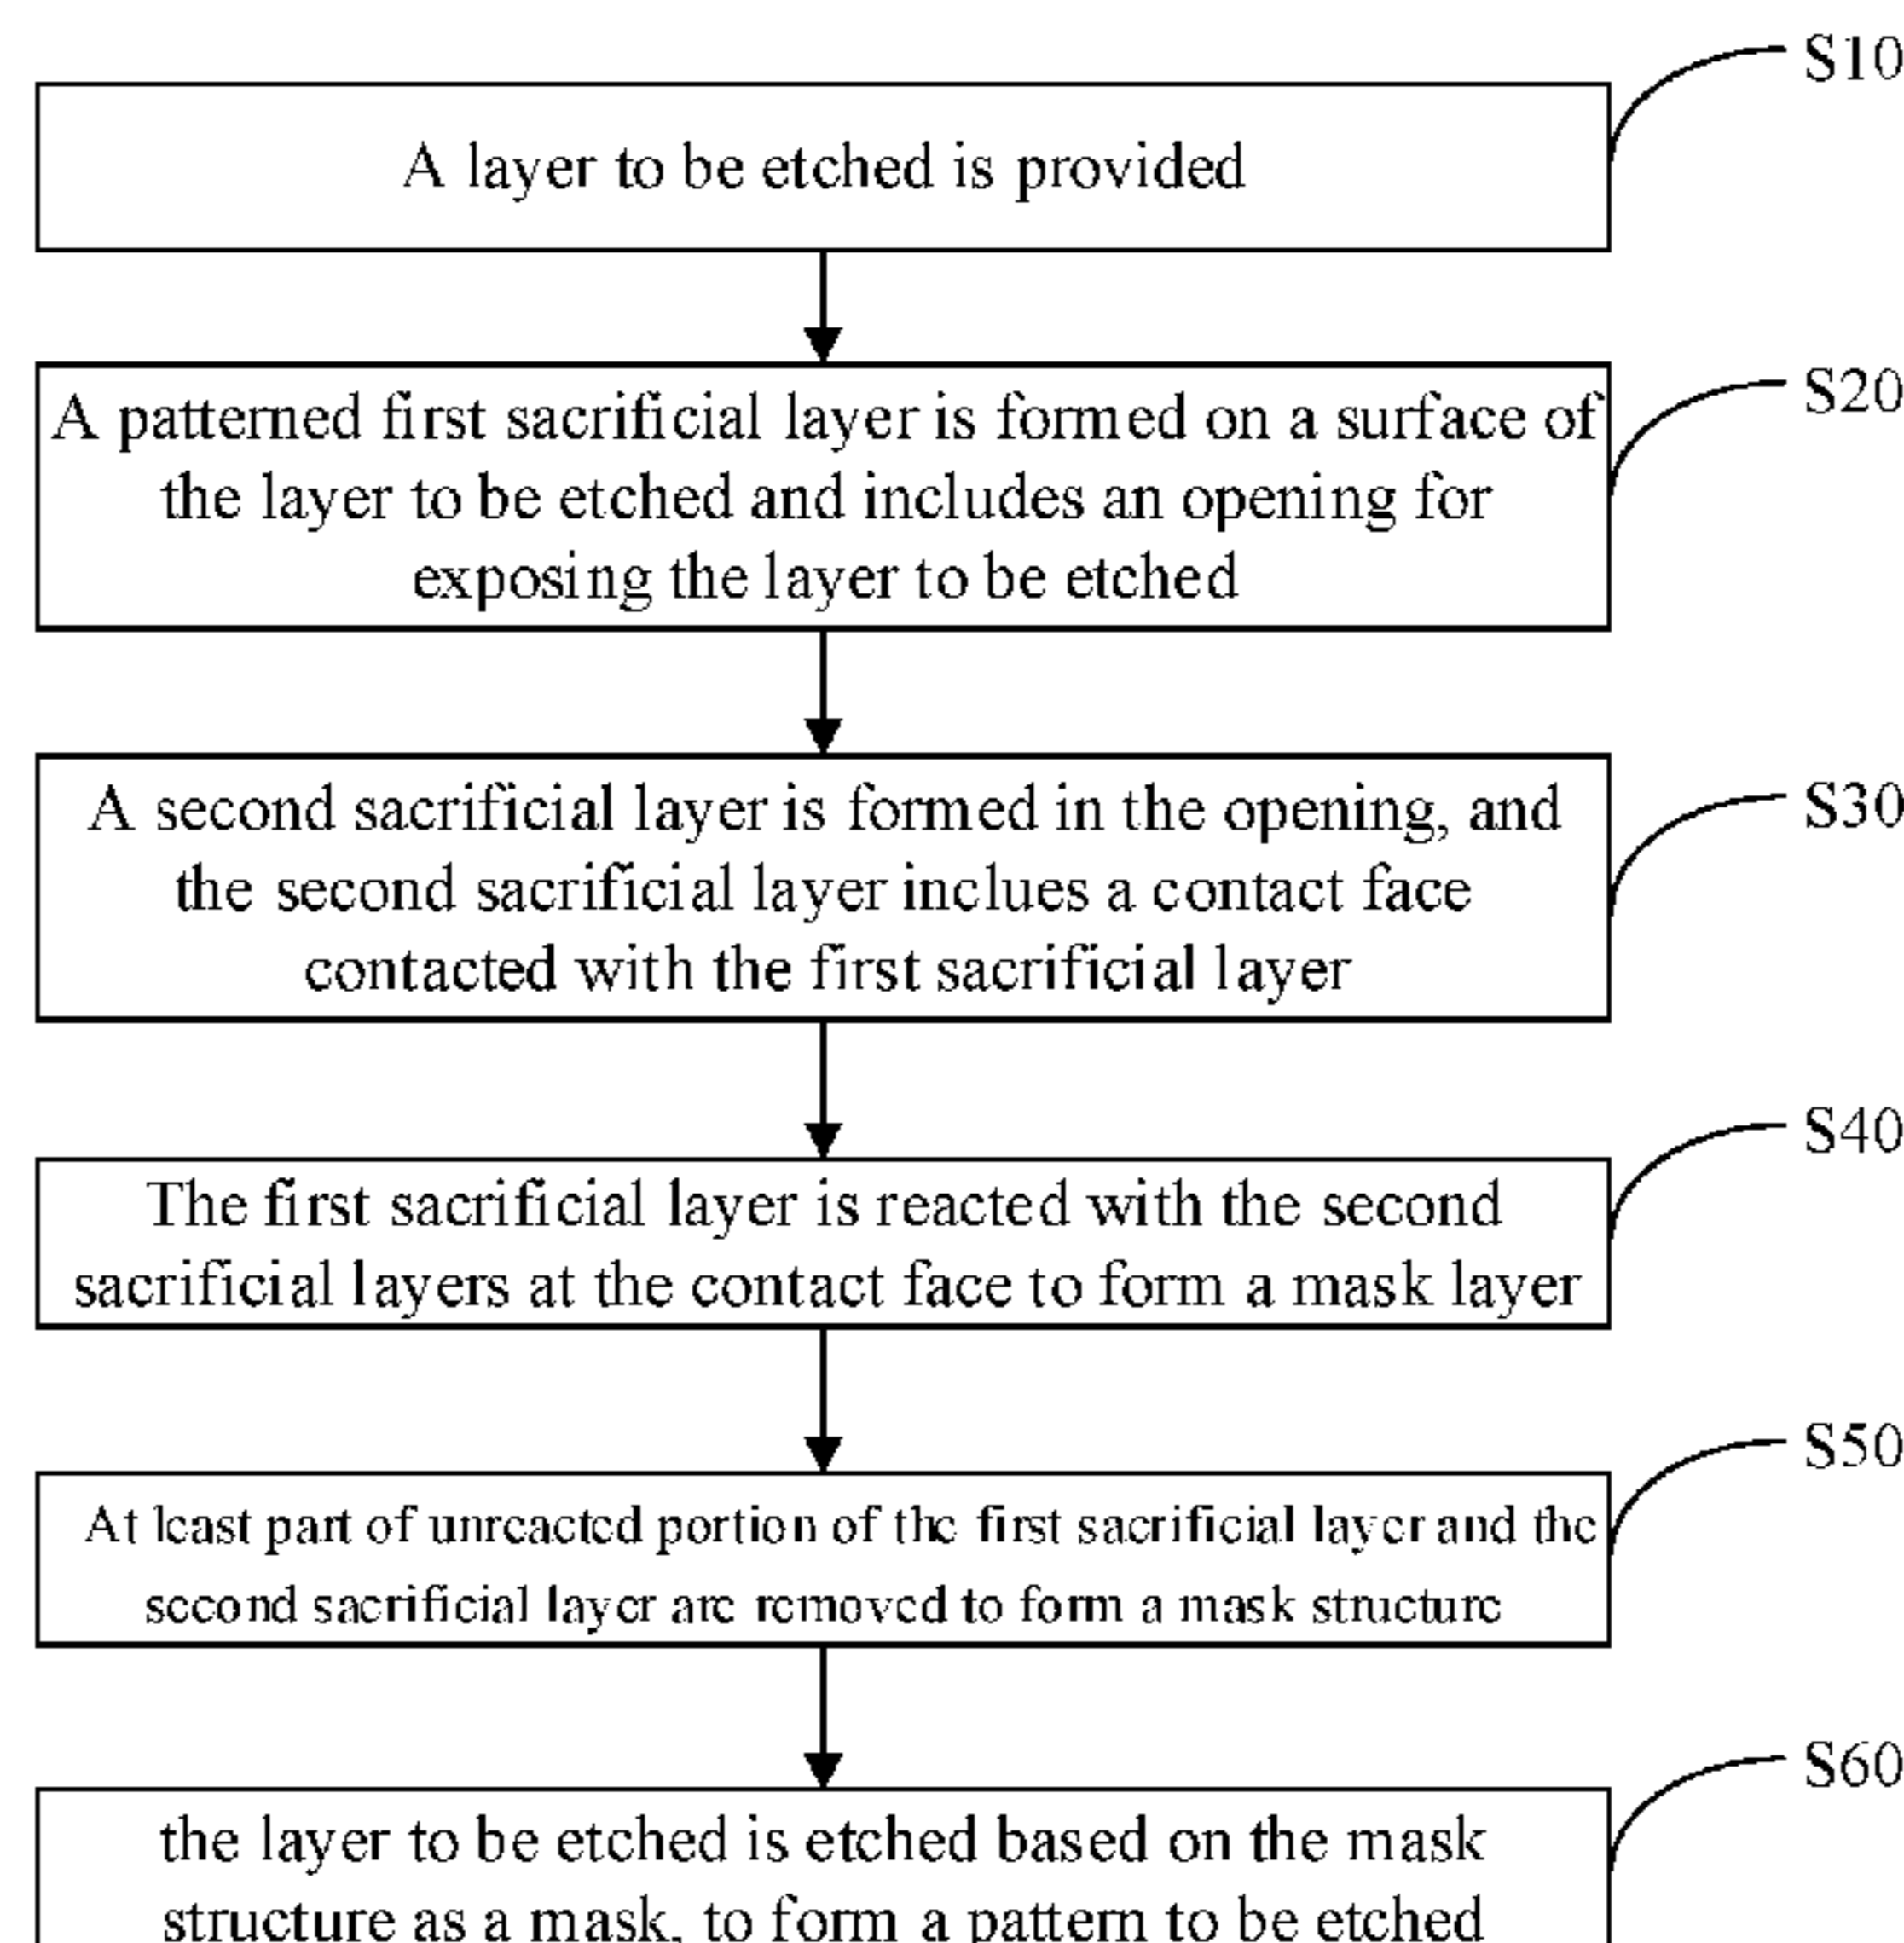 S10
A layer to be etched is provided
S20
A patterned first sacrificial layer is formed on a surface of
the layer to be etched and includes an opening for
exposing the layer to be etched
S30
A second sacrificial layer is formed in the opening, and
the second sacrificial layer inclues a contact face
contacted with the first sacrificial layer
S40
The first sacrificial layer is reacted with the second
sacrificial layers at the contact face to form a mask layer
S50
At least part of unreacted portion of the first sacrificial layer and the
second sacrificial layer are removed to form a mask structure
S60
the layer to be etched is etched based on the mask
structure as a mask, to form a pattern to be etched